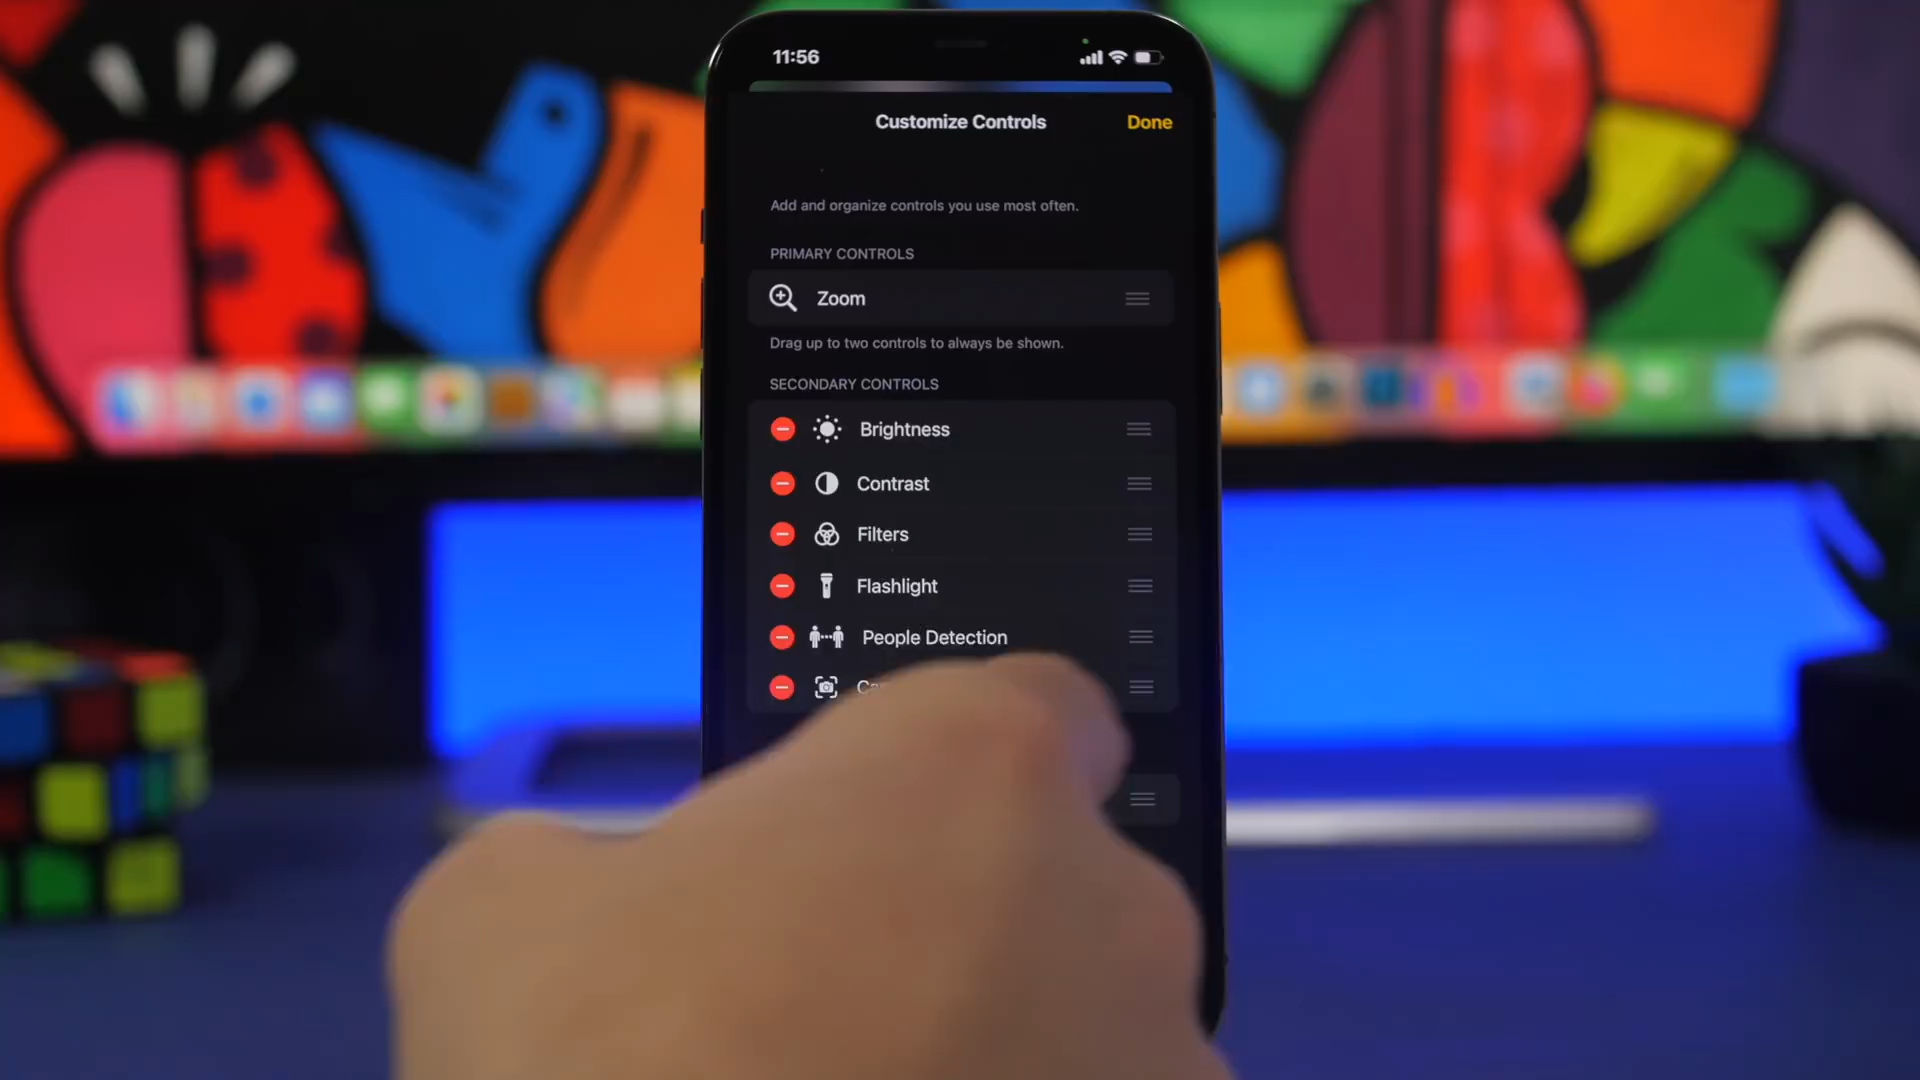 11:56
Customize Controls
Done
Add and organize controls you use most often.
PRIMARY CONTROLS
Zoom
Drag up to two controls to always be shown.
SECONDARY CONTROLS
Brightness
Contrast
Filters
Flashlight
People Detection